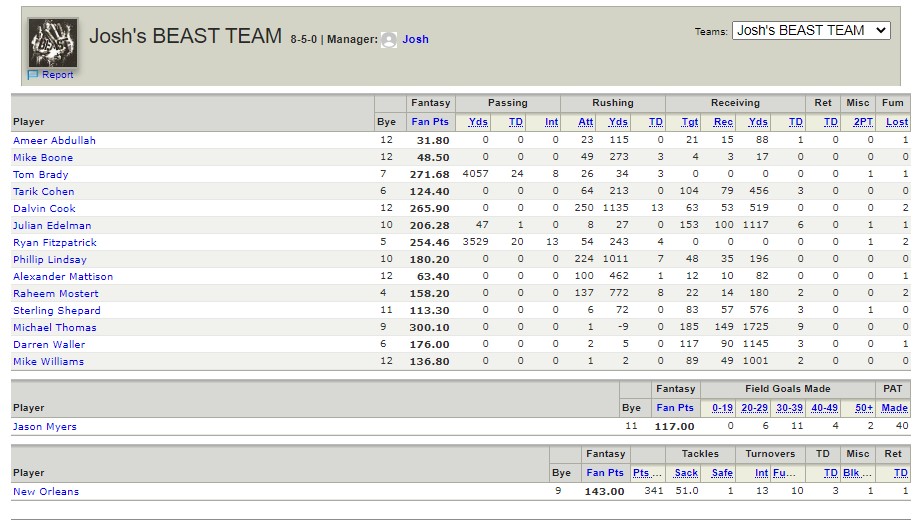 Josh's BEAST TEAM 8-5-0 | Manager: Josh
Teams: Josh's BEAST TEAM
BEAST
Report
Fantasy Passing Rushing Receiving Ret Misc Fum
Player Bye Fan Pts Yds TD Int Att Yds TD Tgt Rec Yds TD TD 2PT Lost
Ameer Abdullah 12 31.80 0 0 0 23 115 0 21 15 88 1 0 0 1
Mike Boone 12 48.50 0 0 0 49 273 3 4 3 17 0 0 0 0
Tom Brady 7 271.68 4057 24 8 26 34 3 0 0 0 0 0 1 1
Tarik Cohen 6 124.40 0 0 0 64 213 0 104 79 456 3 0 0 0
Dalvin Cook 12 265.90 0 0 0 250 1135 13 63 53 519 0 0 0 2
Julian Edelman 10 206.28 47 1 0 8 27 0 153 100 1117 6 0 1 1
Ryan Fitzpatrick 5 254.46 3529 20 13 54 243 4 0 0 0 0 0 1 2
Phillip Lindsay 10 180.20 0 0 0 224 1011 7 48 35 196 0 0 0 0
Alexander Mattison 12 63.40 0 0 0 100 462 1 12 10 82 0 0 0 1
Raheem Mostert 4 158.20 0 0 0 137 772 8 22 14 180 2 0 0 2
Sterling Shepard 11 113.30 0 0 0 6 72 0 83 57 576 3 0 1 0
Michael Thomas 9 300.10 0 0 0 1 -9 0 185 149 1725 9 0 0 0
Darren Waller 6 176.00 0 0 0 2 5 0 117 90 1145 3 0 0 1
Mike Williams 12 136.80 0 0 0 1 2 0 89 49 1001 2 0 0 0
Fantasy Field Goals Made PAT
Player Bye Fan Pts 0-19 20-29 30-39 40-49 50+ Made
Jason Myers 11 117.00 0 6 11 4 2 40
Fantasy Tackles Turnovers TD Misc Ret
Player Bye Fan Pts Pts ... Sack Safe Int Fu... TD Blk ... TD
New Orleans 9 143.00 341 51.0 1 13 10 3 1 1